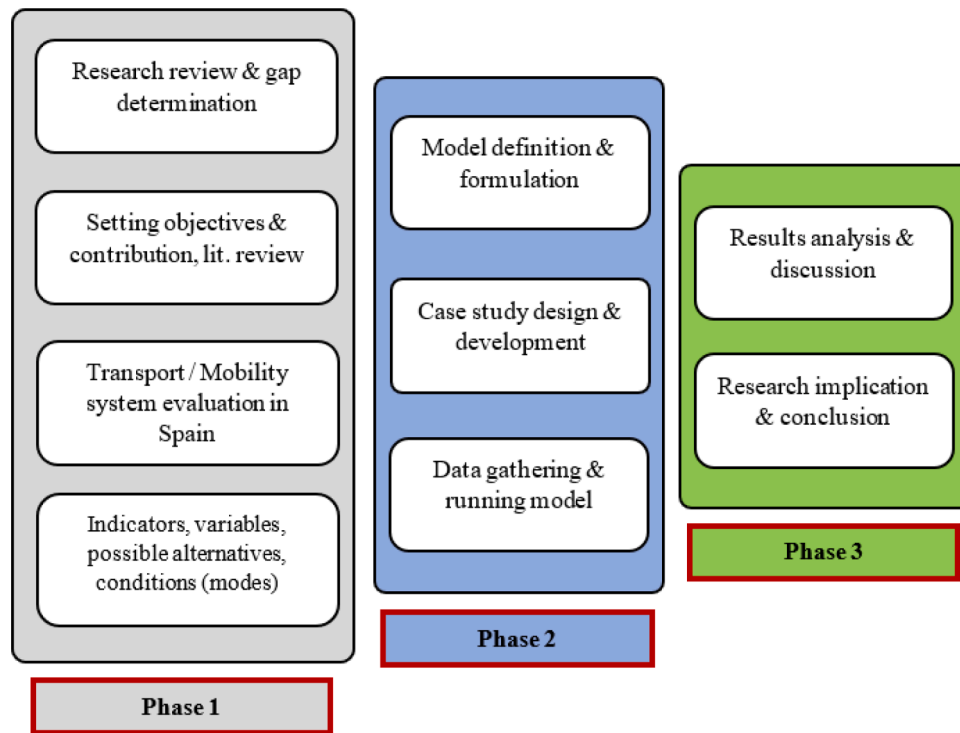 Research review & gap
determination
Setting objectives &
contribution, lit. review
Transport / Mobility
system evaluation in
Spain
Indicators, variables,
possible alternatives,
conditions (modes)
Phase 1
Model definition &
formulation
Case study design &
development
Data gathering &
running model
Phase 2
Results analysis &
discussion
Research implication
& conclusion
Phase 3